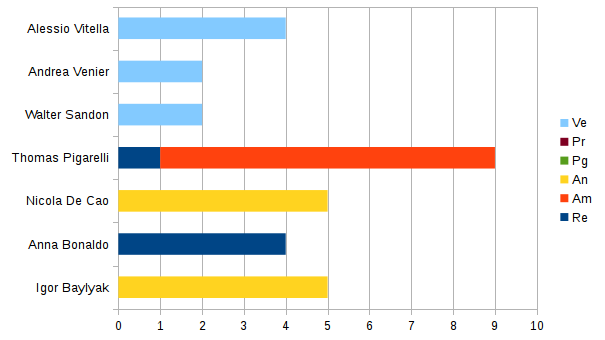 Alessio Vitella
Andrea Venier
Walter Sandon
Thomas Pigarelli
Nicola De Cao
Anna Bonaldo
Igor Baylyak
0 1 2 3 4 5 6 7 8 9 10
Ve
Pr
Pg
An
Am
Re